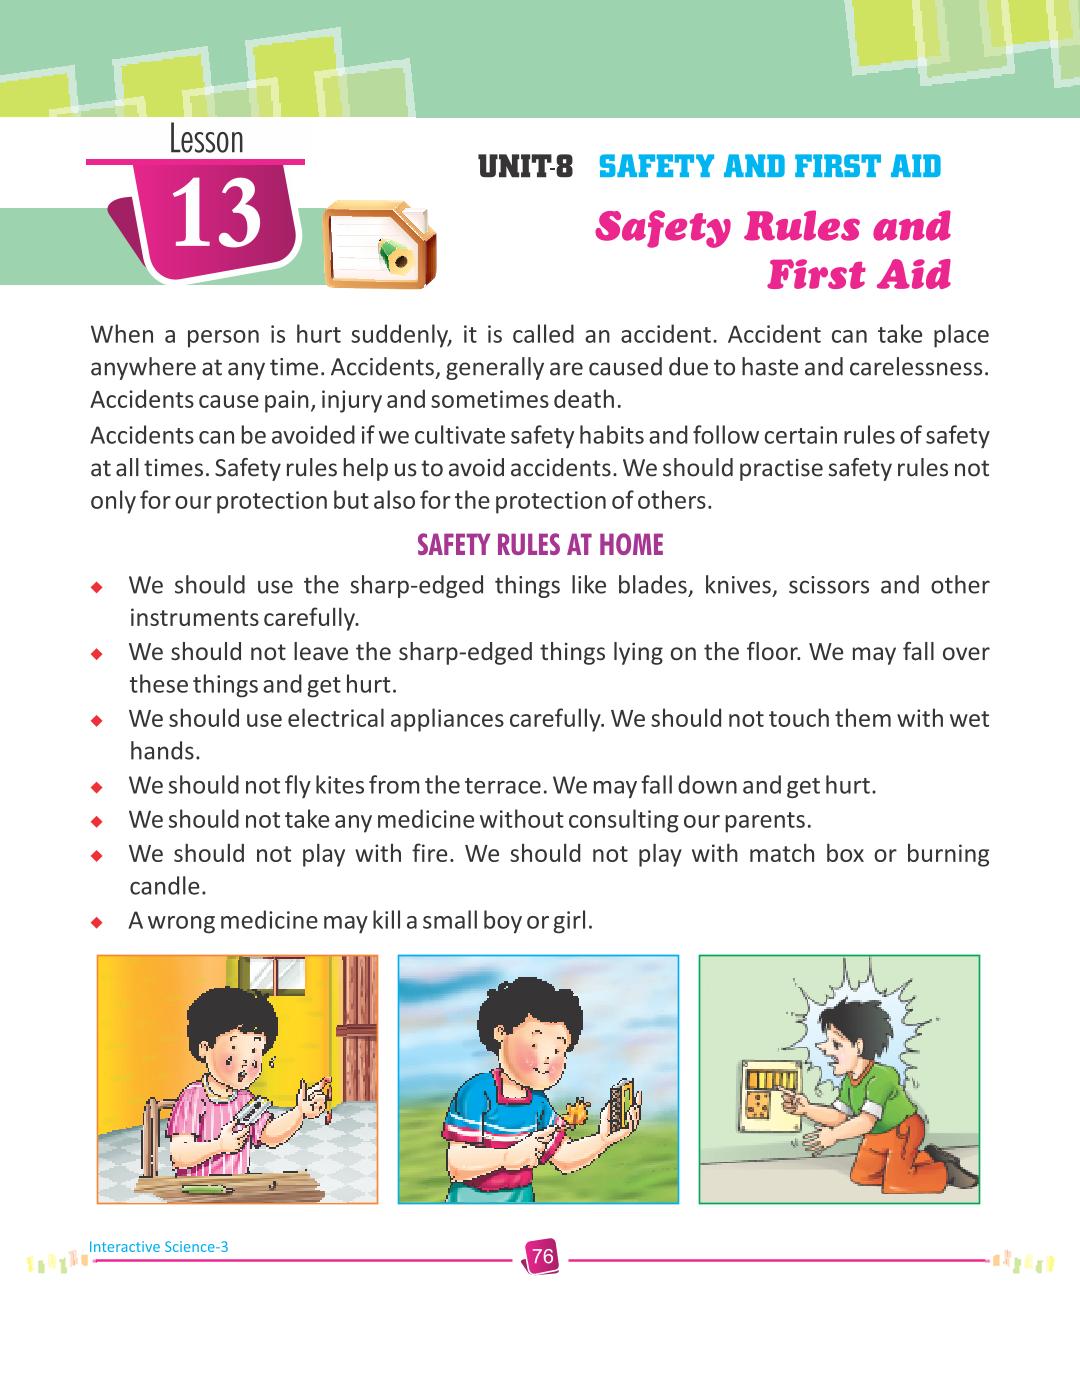 Lesson
13
UNIT-8 SAFETY AND FIRST AID
Safety Rules and
First Aid
When a person is hurt suddenly, it is called an accident. Accident can take place
anywhere at any time. Accidents, generally are caused due to haste and carelessness.
Accidents cause pain, injury and sometimes death.
Accidents can be avoided if we cultivate safety habits and follow certain rules of safety
at all times. Safety rules help us to avoid accidents. We should practise safety rules not
only for our protection but also for the protection of others.
SAFETY RULES AT HOME
◆ We should use the sharp-edged things like blades, knives, scissors and other
instruments carefully.
◆ We should not leave the sharp-edged things lying on the floor. We may fall over
these things and get hurt.
◆ We should use electrical appliances carefully. We should not touch them with wet
hands.
◆ We should not fly kites from the terrace. We may fall down and get hurt.
◆ We should not take any medicine without consulting our parents.
◆ We should not play with fire. We should not play with match box or burning
candle.
◆ A wrong medicine may kill a small boy or girl.
Interactive Science-3
76